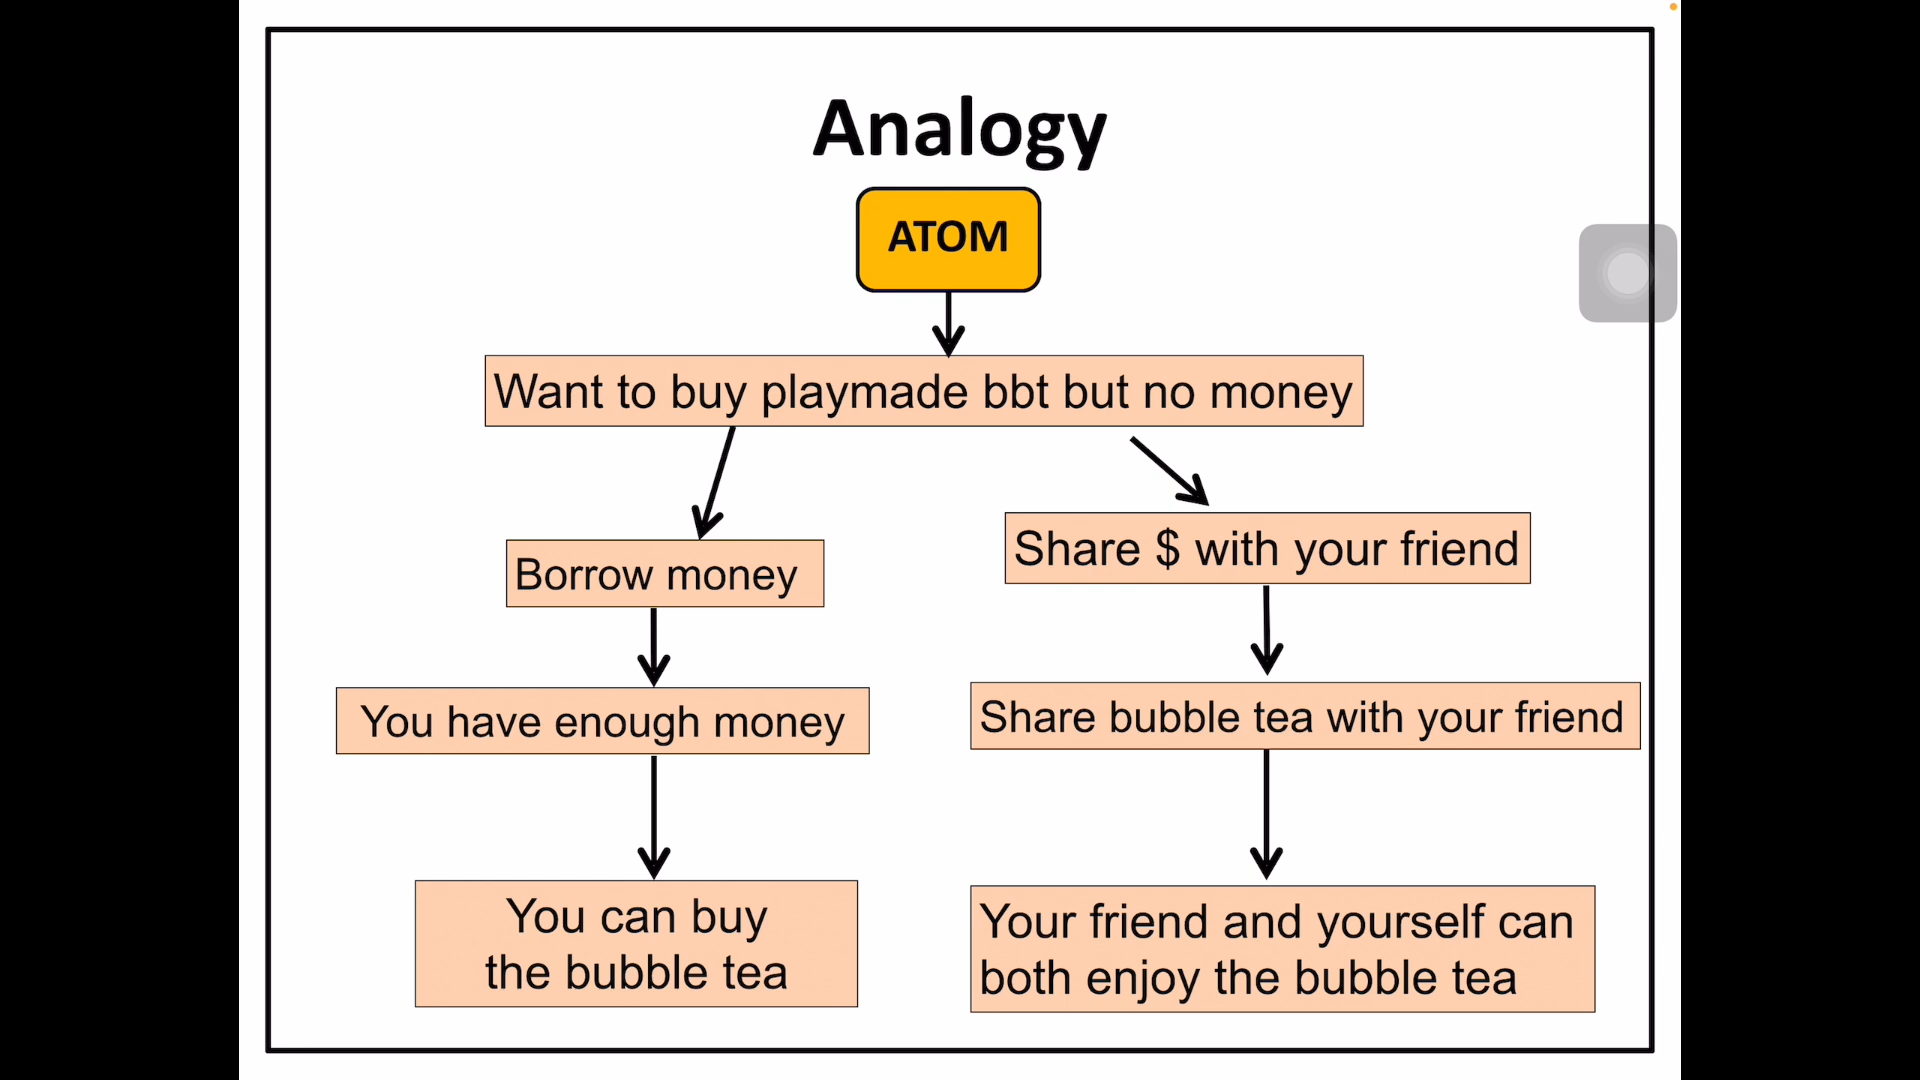 Analogy
ATOM
Want to buy playmade bbt but no money
Borrow money
You have enough money
You can buy
the bubble tea
Share $ with your friend
Share bubble tea with your friend
Your friend and yourself can
both enjoy the bubble tea